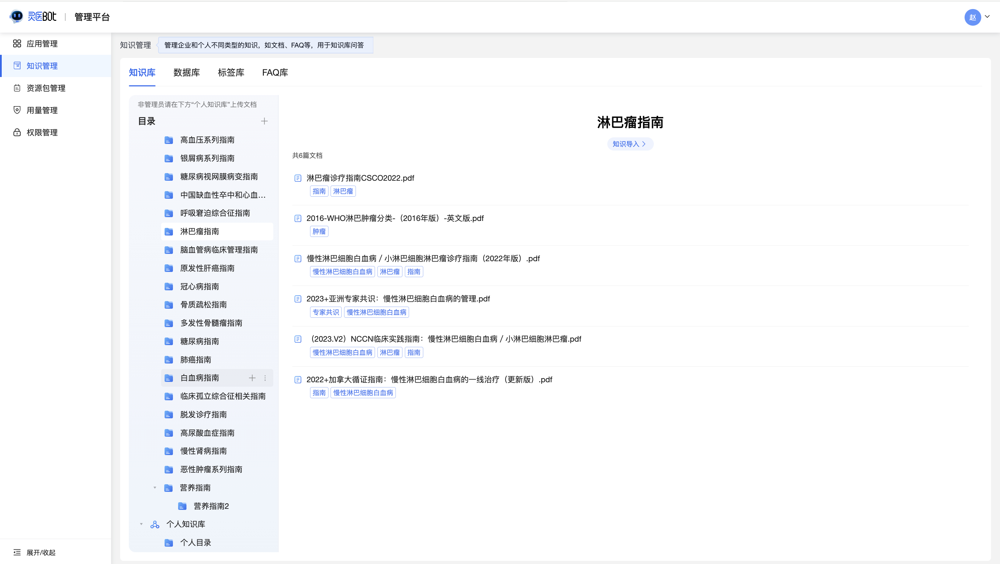 灵医BOt | 管理平台
赵
应用管理
知识管理
资源包管理
用量管理
权限管理
展开/收起
知识管理
管理企业和个人不同类型的知识，如文档、FAQ等，用于知识库问答
知识库 数据库 标签库 FAQ库
非管理员请在下方“个人知识库”上传文档
目录
高血压系列指南
银屑病系列指南
糖尿病视网膜病变指南
中国缺血性卒中和心血...
呼吸窘迫综合征指南
淋巴瘤指南
脑血管病临床管理指南
原发性肝癌指南
冠心病指南
骨质疏松指南
多发性骨髓瘤指南
糖尿病指南
肺癌指南
白血病指南
临床孤立综合征相关指南
脱发诊疗指南
高尿酸血症指南
慢性肾病指南
恶性肿瘤系列指南
营养指南
营养指南2
个人知识库
个人目录
淋巴瘤指南
知识导入
共6篇文档
淋巴瘤诊疗指南CSCO2022.pdf
指南 淋巴瘤
2016-WHO淋巴肿瘤分类-（2016年版）-英文版.pdf
肿瘤
慢性淋巴细胞白血病 / 小淋巴细胞淋巴瘤诊疗指南（2022年版）.pdf
慢性淋巴细胞白血病 淋巴瘤 指南
2023+亚洲专家共识：慢性淋巴细胞白血病的管理.pdf
专家共识 慢性淋巴细胞白血病
（2023.V2）NCCN临床实践指南：慢性淋巴细胞白血病 / 小淋巴细胞淋巴瘤.pdf
慢性淋巴细胞白血病 淋巴瘤 指南
2022+加拿大循证指南：慢性淋巴细胞白血病的一线治疗（更新版）.pdf
指南 慢性淋巴细胞白血病